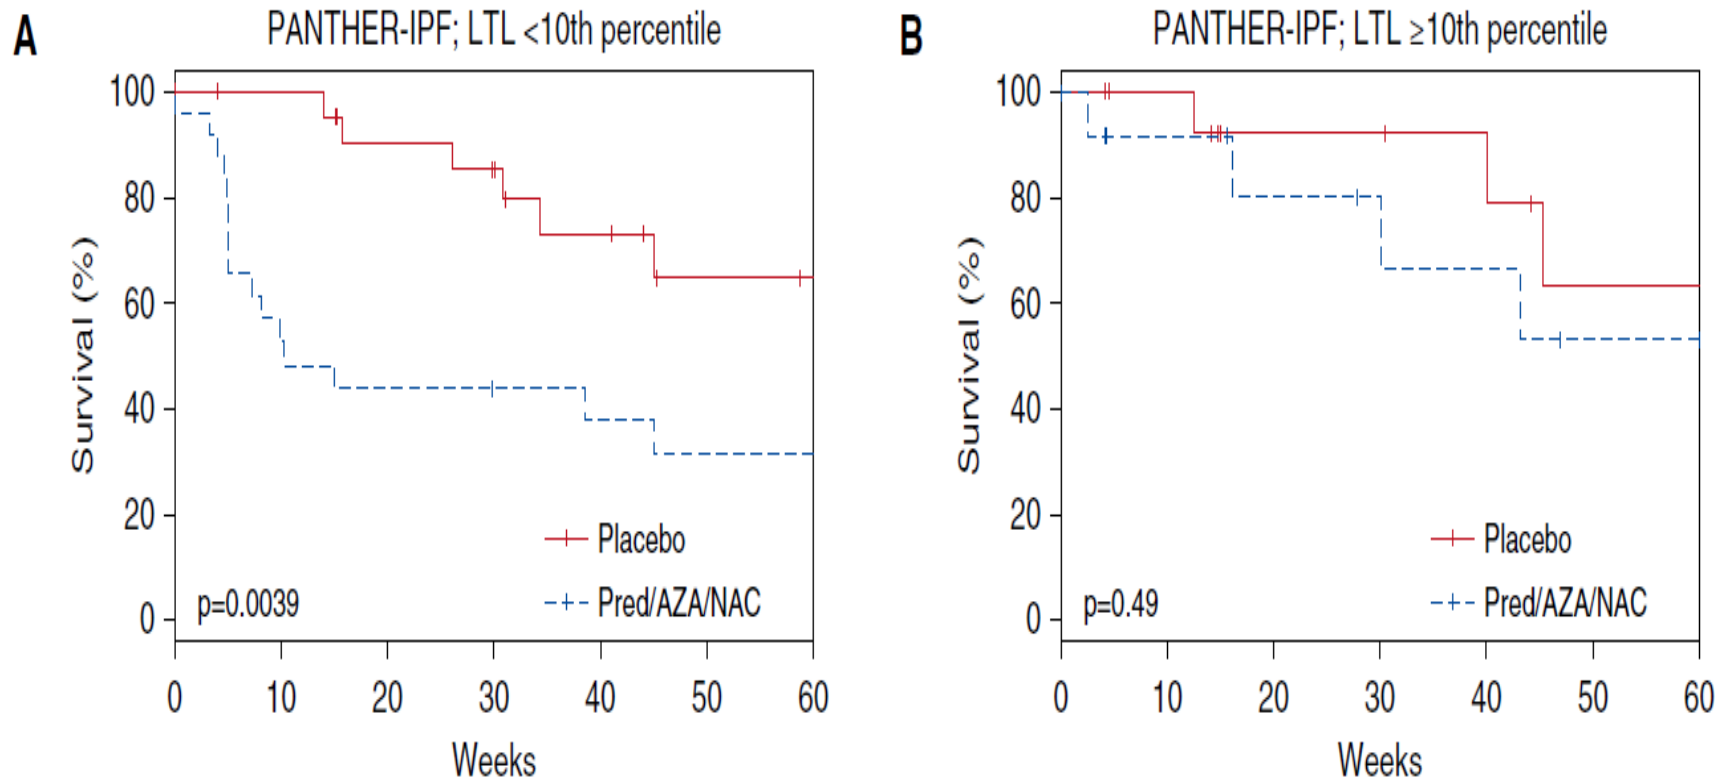 A
PANTHER-IPF; LTL <10th percentile
100
80
60
40
20
0
Survival (%)
Placebo
Pred/AZA/NAC
p=0.0039
0 10 20 30 40 50 60
Weeks
B
PANTHER-IPF; LTL ≥10th percentile
100
80
60
40
20
0
Survival (%)
Placebo
Pred/AZA/NAC
p=0.49
0 10 20 30 40 50 60
Weeks